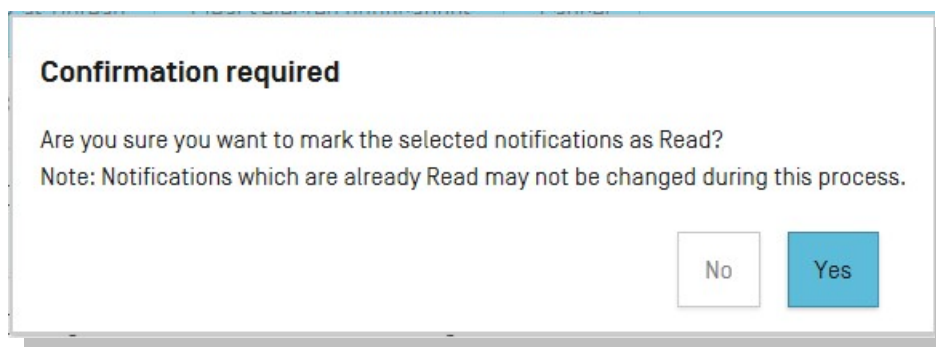 Confirmation required
Are you sure you want to mark the selected notifications as Read?
Note: Notifications which are already Read may not be changed during this process.
No
Yes